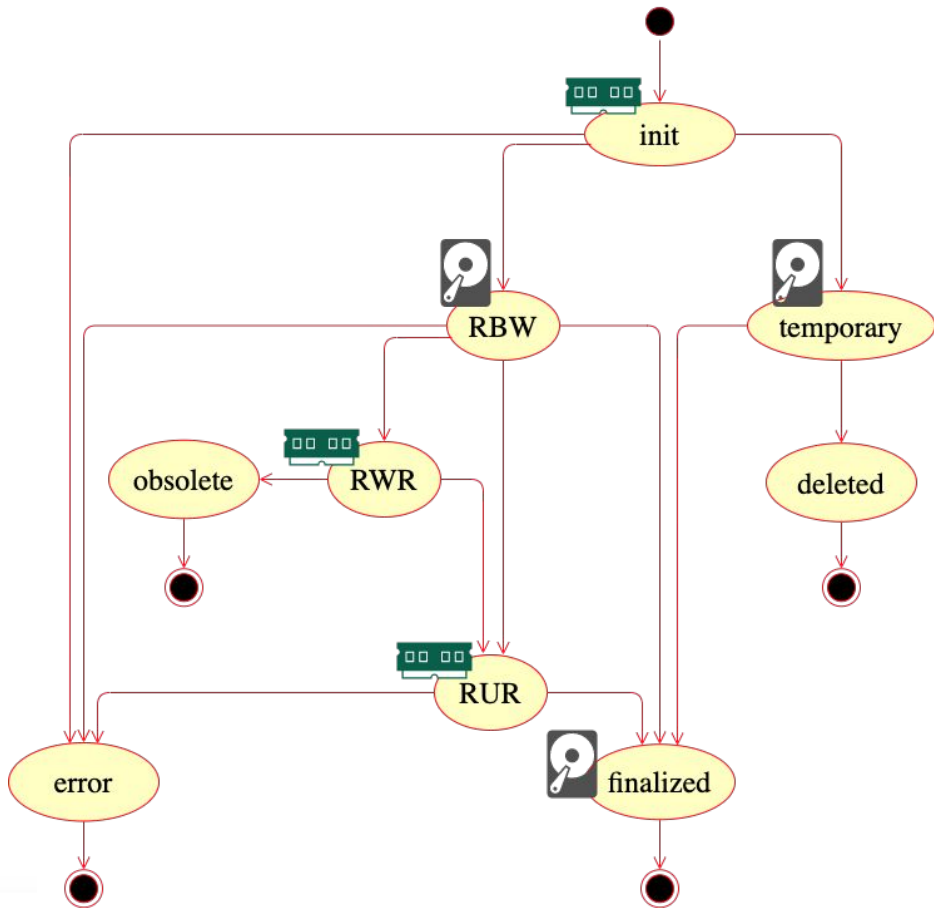 init
RBW
temporary
obsolete
RWR
deleted
RUR
error
finalized